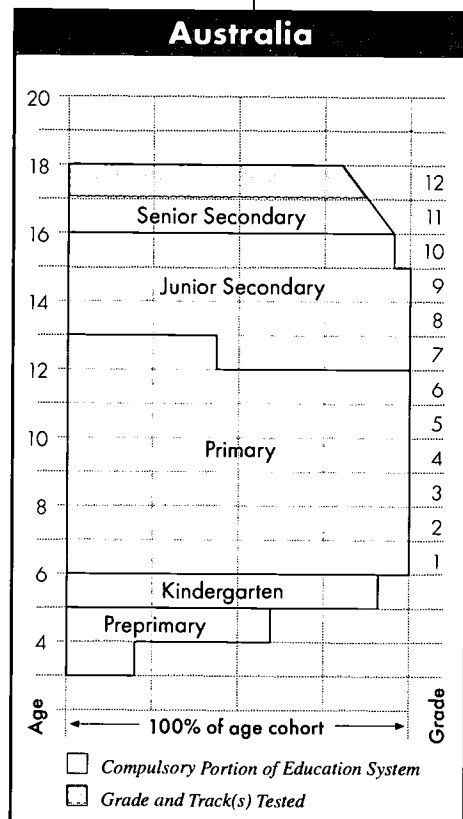 Australia
20
18
12
Senior Secondary
11
16
10
Junior Secondary
9
14
8
7
12
6
5
10
Primary
4
3
8
2
1
6
Kindergarten
Preprimary
4
Age
100% of age cohort
Grade
Compulsory Portion of Education System
Grade and Track(s) Tested